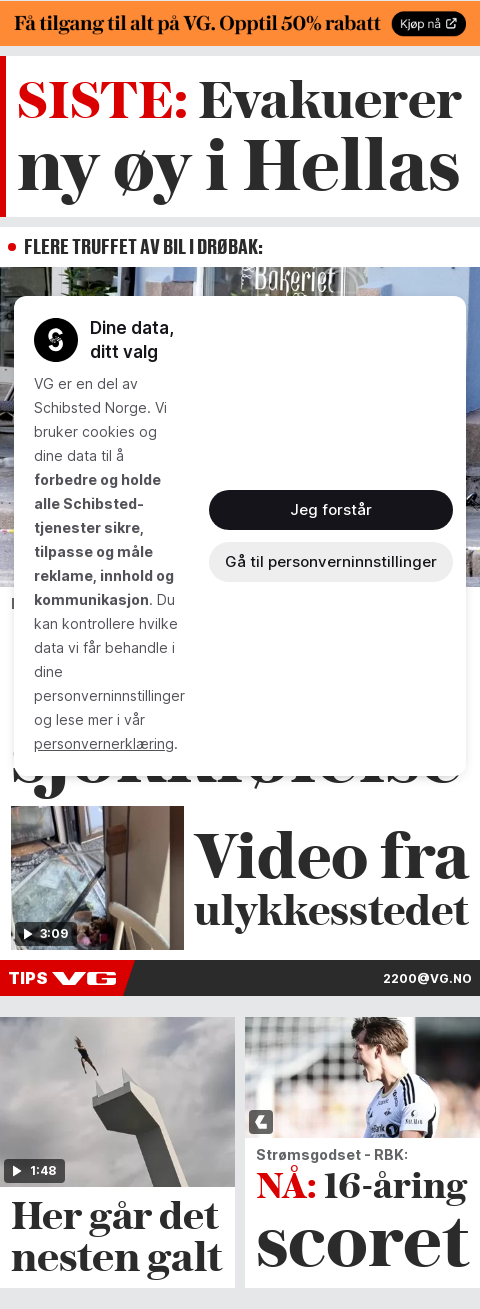 Få tilgang til alt på VG. Opptil 50% rabatt
Kjøp nå
SISTE: Evakuerer
ny øy i Hellas
FLERE TRUFFET AV BIL I DRØBAK:
Bakeriet
Dine data,
ditt valg
VG er en del av
Schibsted Norge. Vi
bruker cookies og
dine data til å
forbedre og holde
alle Schibsted-
tjenester sikre,
tilpasse og måle
reklame, innhold og
kommunikasjon. Du
kan kontrollere hvilke
data vi får behandle i
dine
personverninnstillinger
og lese mer i vår
personvernerklæring.
Jeg forstår
Gå til personverninnstillinger
3:09
Video fra
ulykkesstedet
TIPS VG
2200@VG.NO
1:48
Her går det
nesten galt
Strømsgodset - RBK:
NÅ: 16-åring
scoret